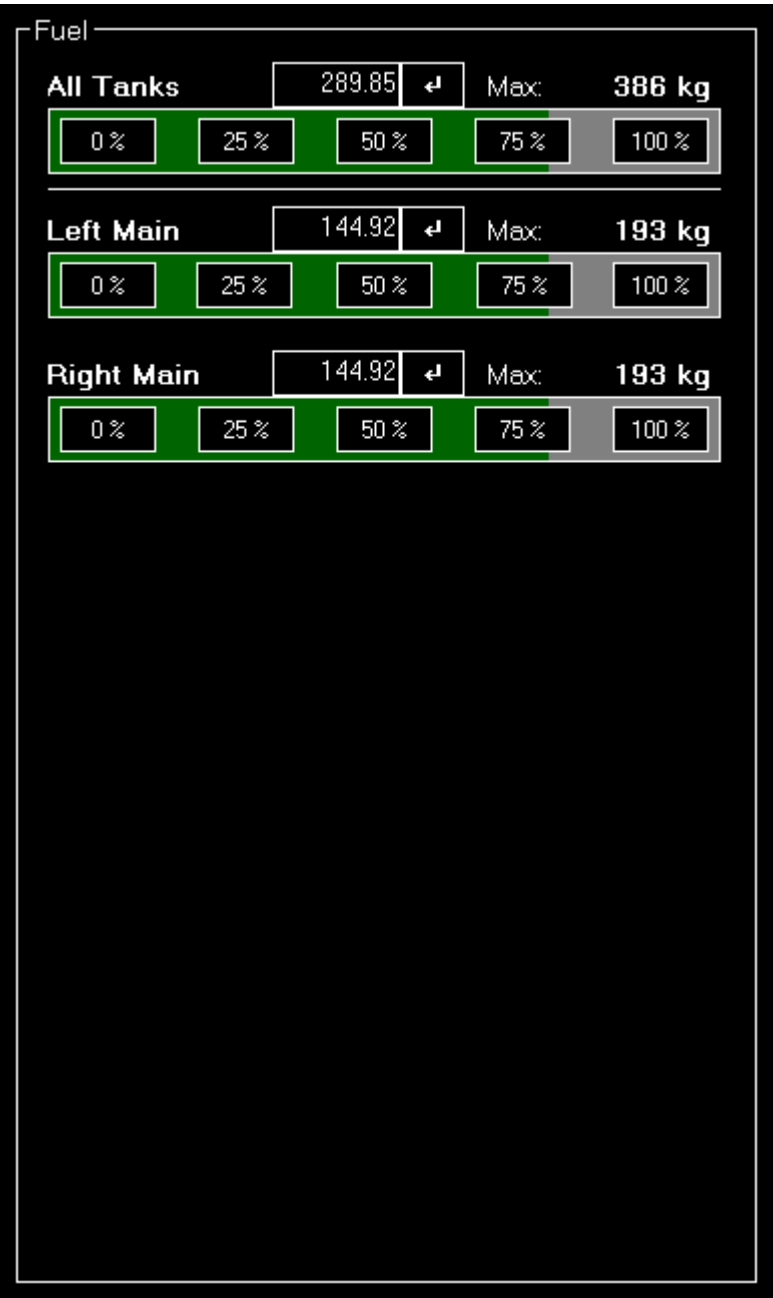 Fuel
All Tanks 289.85 ↵ Max: 386 kg
0 % 25 % 50 % 75 % 100 %
Left Main 144.92 ↵ Max: 193 kg
0 % 25 % 50 % 75 % 100 %
Right Main 144.92 ↵ Max: 193 kg
0 % 25 % 50 % 75 % 100 %